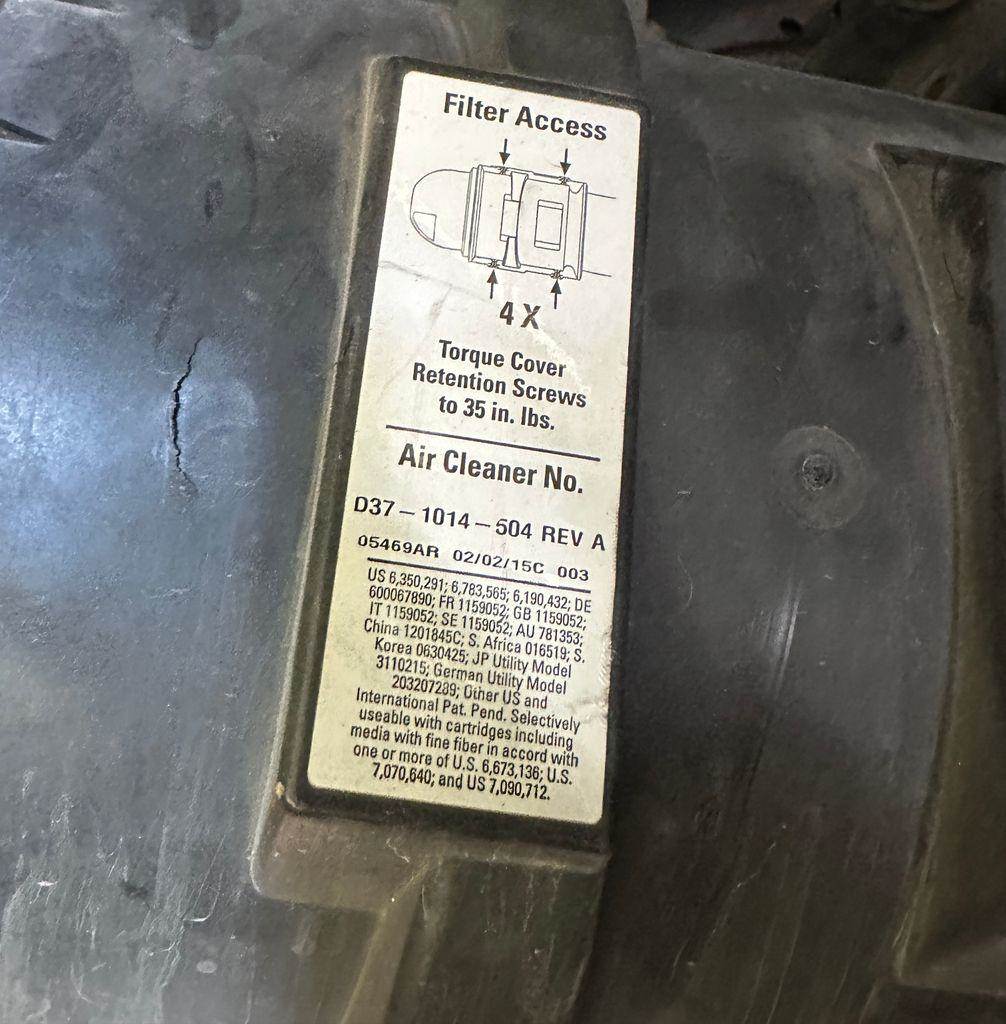 Filter Access
4 X
Torque Cover
Retention Screws
to 35 in. lbs.
Air Cleaner No.
D37 – 1014 – 504 REV A
05469AR 02/02/15C 003
US 6,350,291; 6,783,565; 6,190,432; DE
600067890; FR 1159052; GB 1159052;
IT 1159052; SE 1159052; AU 781353;
China 1201845C; S. Africa 016519; S.
Korea 0630425; JP Utility Model
3110215; German Utility Model
203207289; Other US and
International Pat. Pend. Selectively
useable with cartridges including
media with fine fiber in accord with
one or more of U.S. 6,673,136; U.S.
7,070,640; and US 7,090,712.